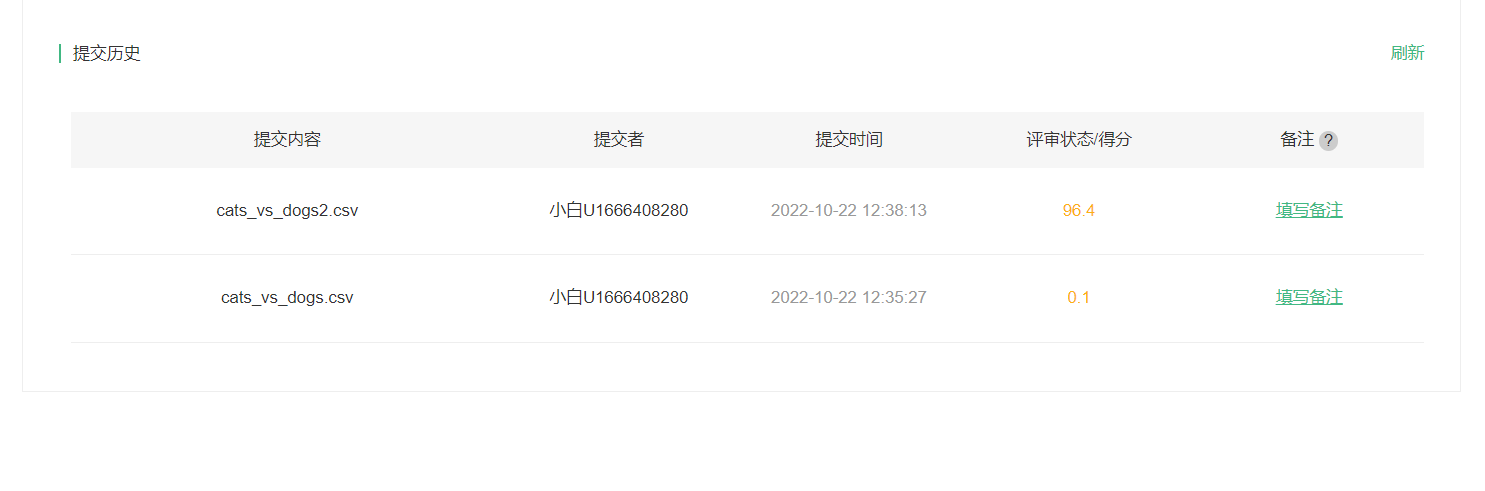 提交历史 刷新
提交内容 提交者 提交时间 评审状态/得分 备注 ?
cats_vs_dogs2.csv 小白U1666408280 2022-10-22 12:38:13 96.4 填写备注
cats_vs_dogs.csv 小白U1666408280 2022-10-22 12:35:27 0.1 填写备注